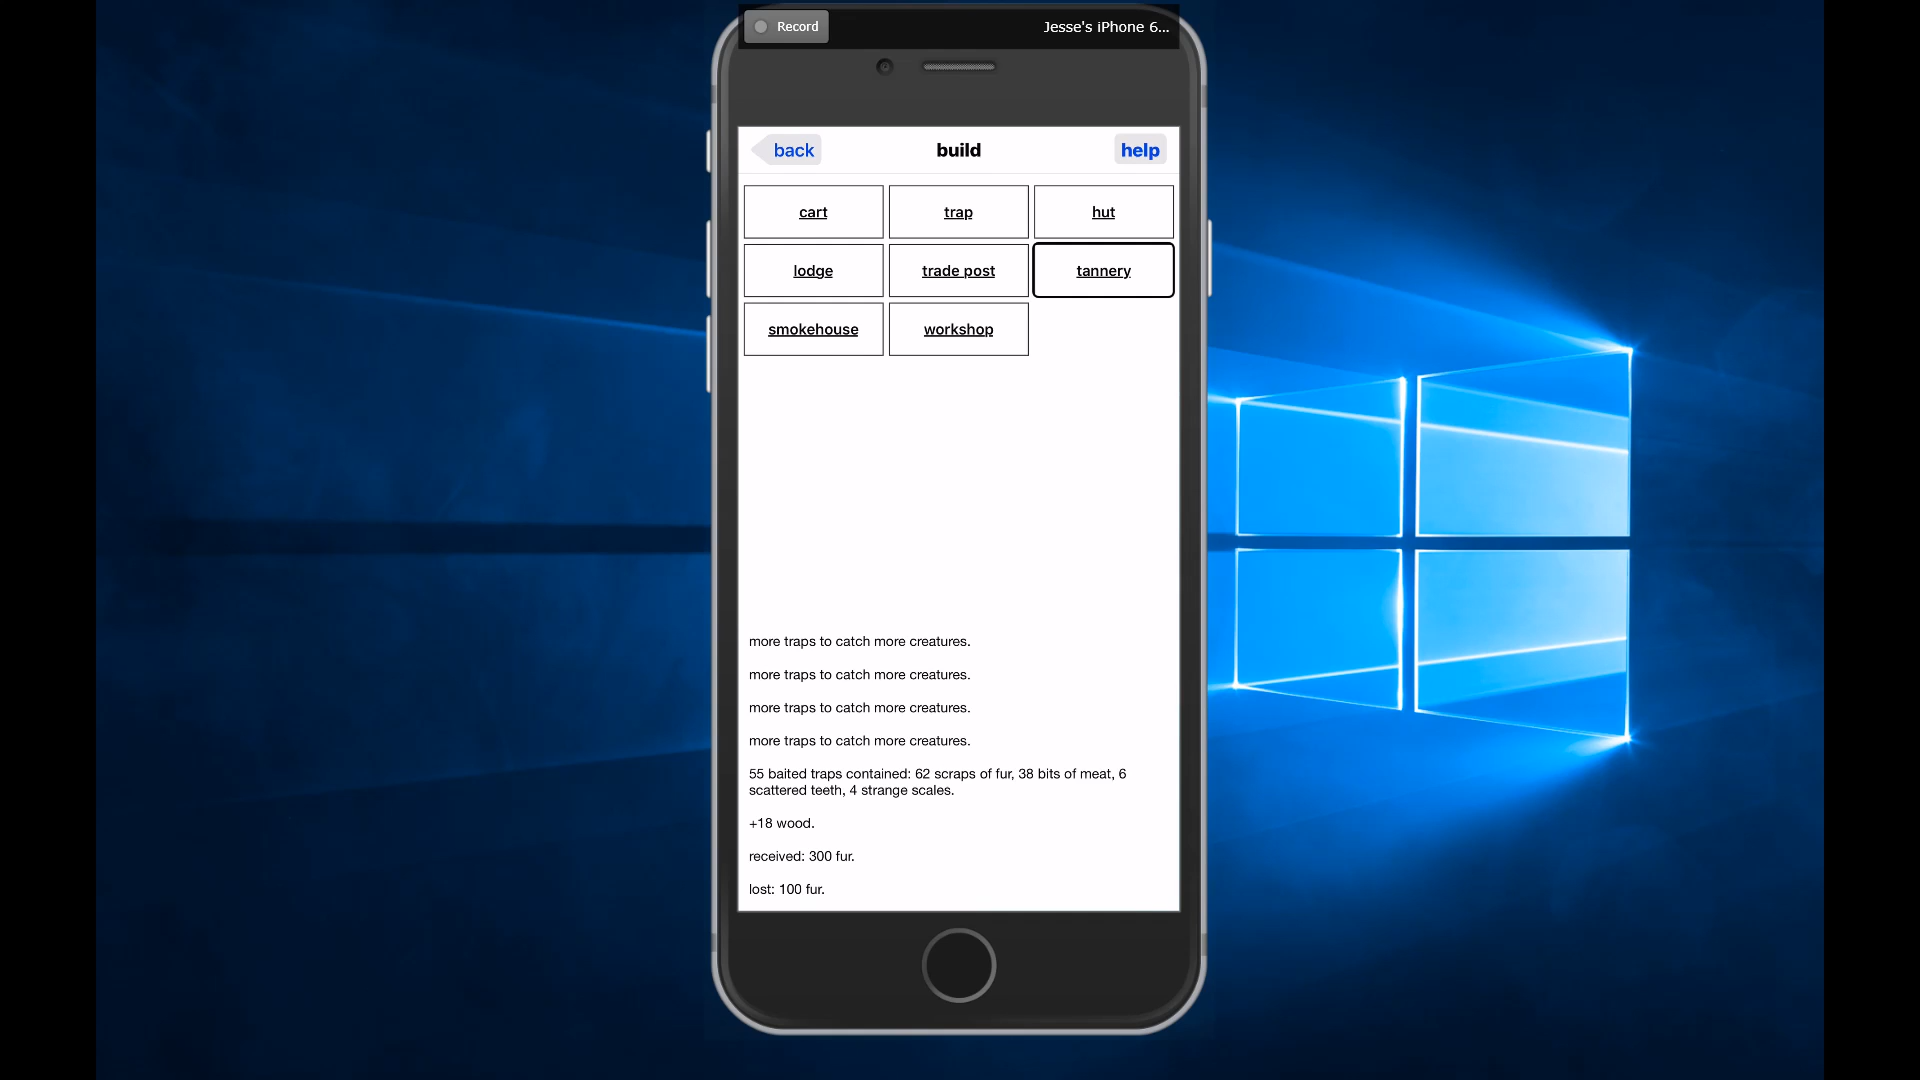 Record
Jesse's iPhone 6...
back
build
help
cart
trap
hut
lodge
trade post
tannery
smokehouse
workshop
more traps to catch more creatures.
more traps to catch more creatures.
more traps to catch more creatures.
more traps to catch more creatures.
55 baited traps contained: 62 scraps of fur, 38 bits of meat, 6
scattered teeth, 4 strange scales.
+18 wood.
received: 300 fur.
lost: 100 fur.